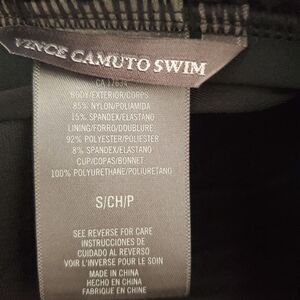 VINCE CAMUTO SWIM
BODY/EXTERIOR/CORPS
85% NYLON/POLIAMIDA
15% SPANDEX/ELASTANO
LINING/FORRO/DOUBLURE
92% POLYESTER/POLIESTER
8% SPANDEX/ELASTANO
CUP/COPAS/BONNET
100% POLYURETHANE/POLIURETANO
S/CH/P
SEE REVERSE FOR CARE
INSTRUCCIONES DE
CUIDADO AL REVERSO
VOIR L'INVERSE POUR LE SOIN
MADE IN CHINA
HECHO EN CHINA
FABRIQUE EN CHINE